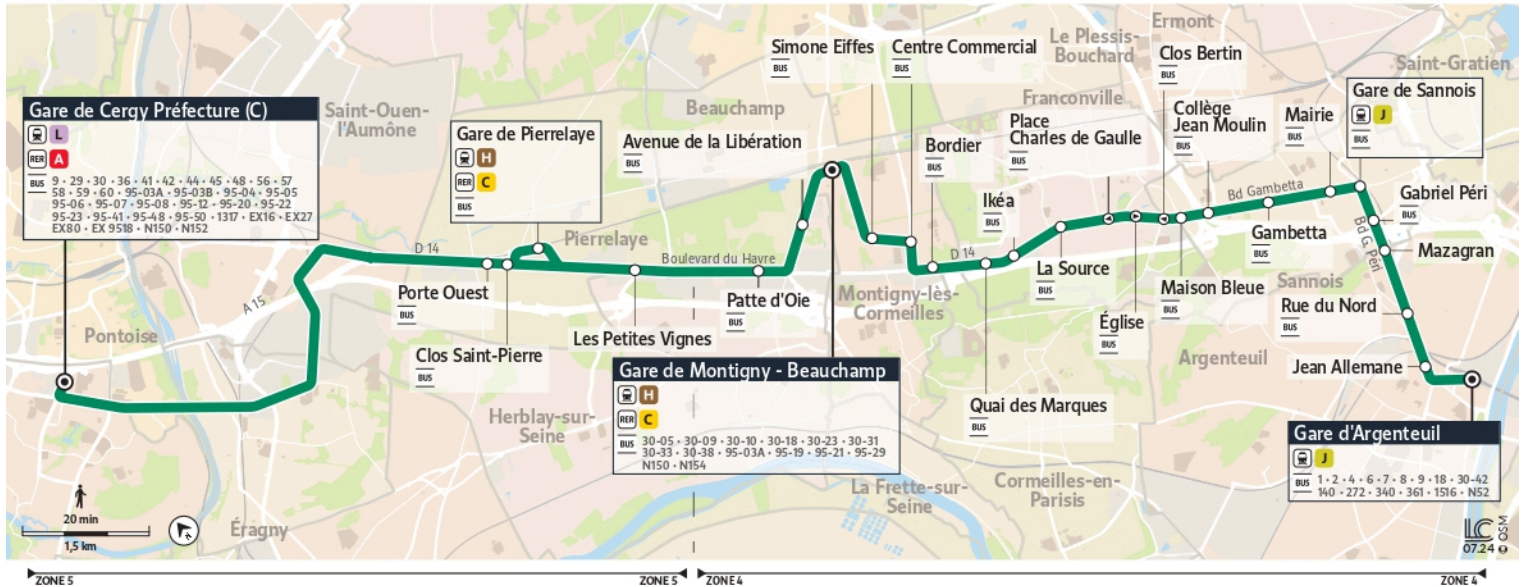 Gare de Cergy Préfecture (C)
L
RER A
BUS 9 • 29 • 30 • 36 • 41 • 42 • 44 • 45 • 48 • 56 • 57
58 • 59 • 60 • 95-03A • 95-03B • 95-04 • 95-05
95-06 • 95-07 • 95-08 • 95-12 • 95-20 • 95-22
95-23 • 95-41 • 95-48 • 95-50 • 1317 • EX16 • EX27
EX80 • EX 9518 • N150 • N152
Pontoise
A 15
Saint-Ouen-
l'Aumône
D 14
Porte Ouest
BUS
Clos Saint-Pierre
BUS
Gare de Pierrelaye
H
RER C
BUS
Pierrelaye
Les Petites Vignes
Boulevard du Havre
Patte d'Oie
BUS
Beauchamp
Avenue de la Libération
BUS
Gare de Montigny - Beauchamp
H
RER C
BUS 30-05 • 30-09 • 30-10 • 30-18 • 30-23 • 30-31
30-33 • 30-38 • 95-03A • 95-19 • 95-21 • 95-29
N150 • N154
Herblay-sur-
Seine
Simone Eiffes
BUS
Centre Commercial
BUS
Montigny-lès-
Cormeilles
Bordier
BUS
D 14
Quai des Marques
BUS
Ikéa
BUS
La Source
BUS
Le Plessis-
Bouchard
Ermont
Franconville
Place
Charles de Gaulle
BUS
Église
BUS
Clos Bertin
BUS
Maison Bleue
BUS
Collège
Jean Moulin
BUS
Bd Gambetta
Gambetta
BUS
Mairie
BUS
Saint-Gratien
Gare de Sannois
J
BUS
Gabriel Péri
BUS
Bd G. Péri
Mazagran
Sannois
Rue du Nord
BUS
Argenteuil
Jean Allemane
Gare d'Argenteuil
J
BUS 1 • 2 • 4 • 6 • 7 • 8 • 9 • 18 • 30-42
140 • 272 • 340 • 361 • 1516 • N52
La Frette-sur-
Seine
Cormeilles-en-
Parisis
Éragny
20 min
1,5 km
LC
07.24 © OSM
ZONE 5
ZONE 5
ZONE 4
ZONE 4